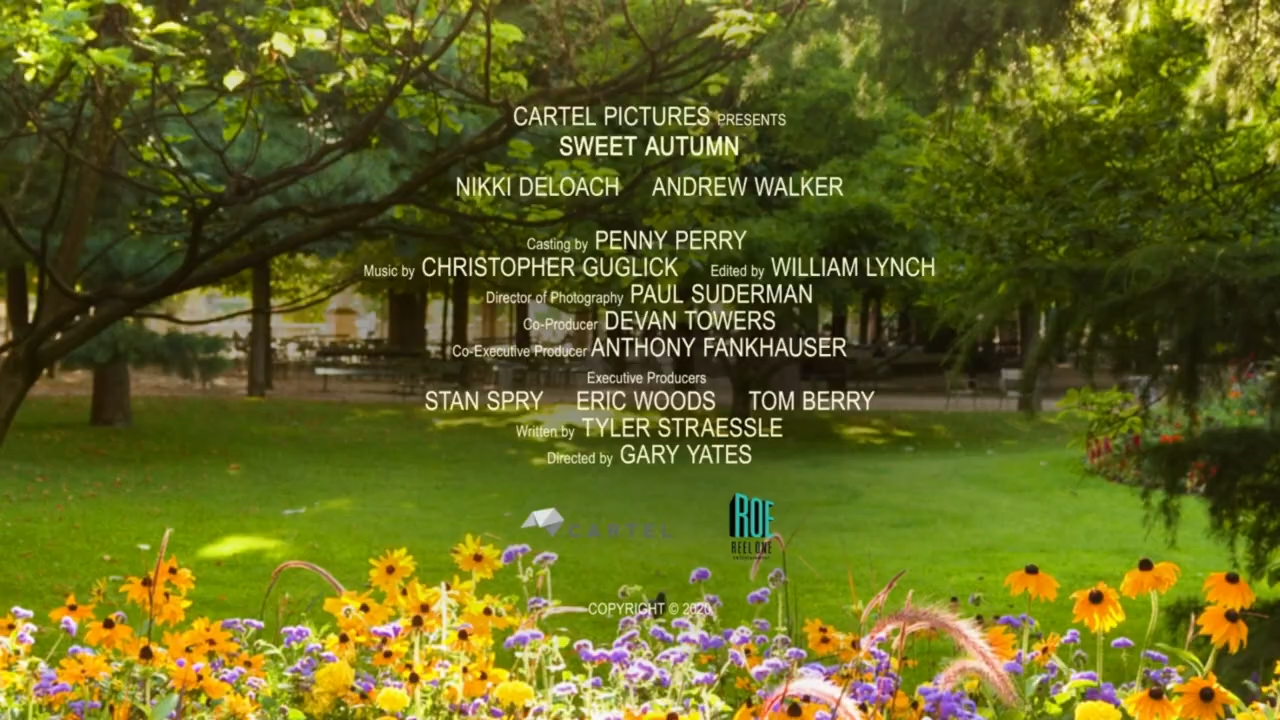 CARTEL PICTURES PRESENTS
SWEET AUTUMN
NIKKI DELOACH ANDREW WALKER
Casting by PENNY PERRY
Music by CHRISTOPHER GUGLICK Edited by WILLIAM LYNCH
Director of Photography PAUL SUDERMAN
Co-Producer DEVAN TOWERS
Co-Executive Producer ANTHONY FANKHAUSER
Executive Producers
STAN SPRY ERIC WOODS TOM BERRY
Written by TYLER STRAESSLE
Directed by GARY YATES
CARTEL
ROE
REEL ONE
ENTERTAINMENT
COPYRIGHT © 2020